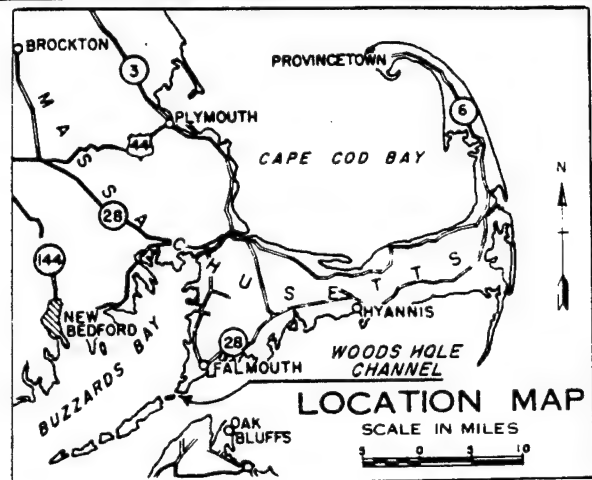 BROCKTON
PROVINCETOWN
3
6
PLYMOUTH
44
CAPE COD BAY
N
28
MASSACHUSETTS
144
NEW
BEDFORD
HYANNIS
BUZZARDS BAY
28
FALMOUTH
WOODS HOLE
CHANNEL
OAK
BLUFFS
LOCATION MAP
SCALE IN MILES
5 0 5 10